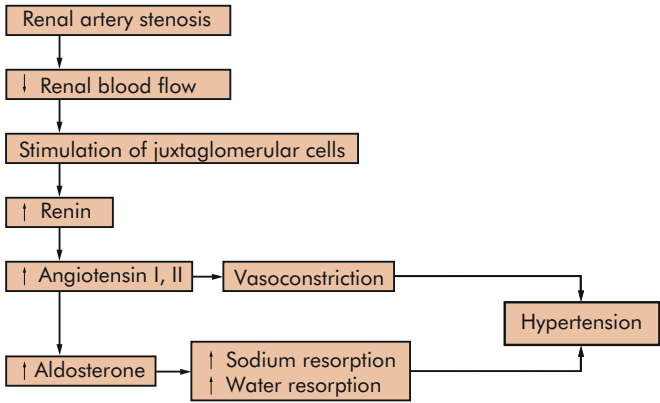 Renal artery stenosis
↓ Renal blood flow
Stimulation of juxtaglomerular cells
↑ Renin
↑ Angiotensin I, II
Vasoconstriction
Hypertension
↑ Aldosterone
↑ Sodium resorption
↑ Water resorption